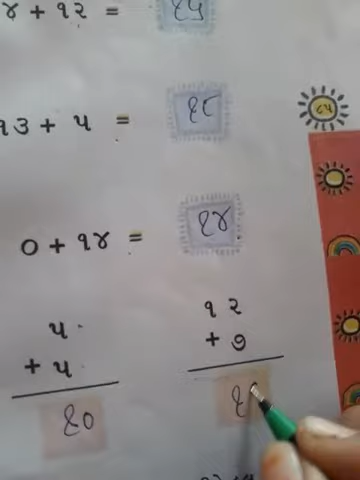 ૪ + ૧૨ =
૧૩ + ૫ = ૧૮
૦ + ૧૪ = ૧૪
૫
+ ૫
૧૦
૧૨
+ ૭